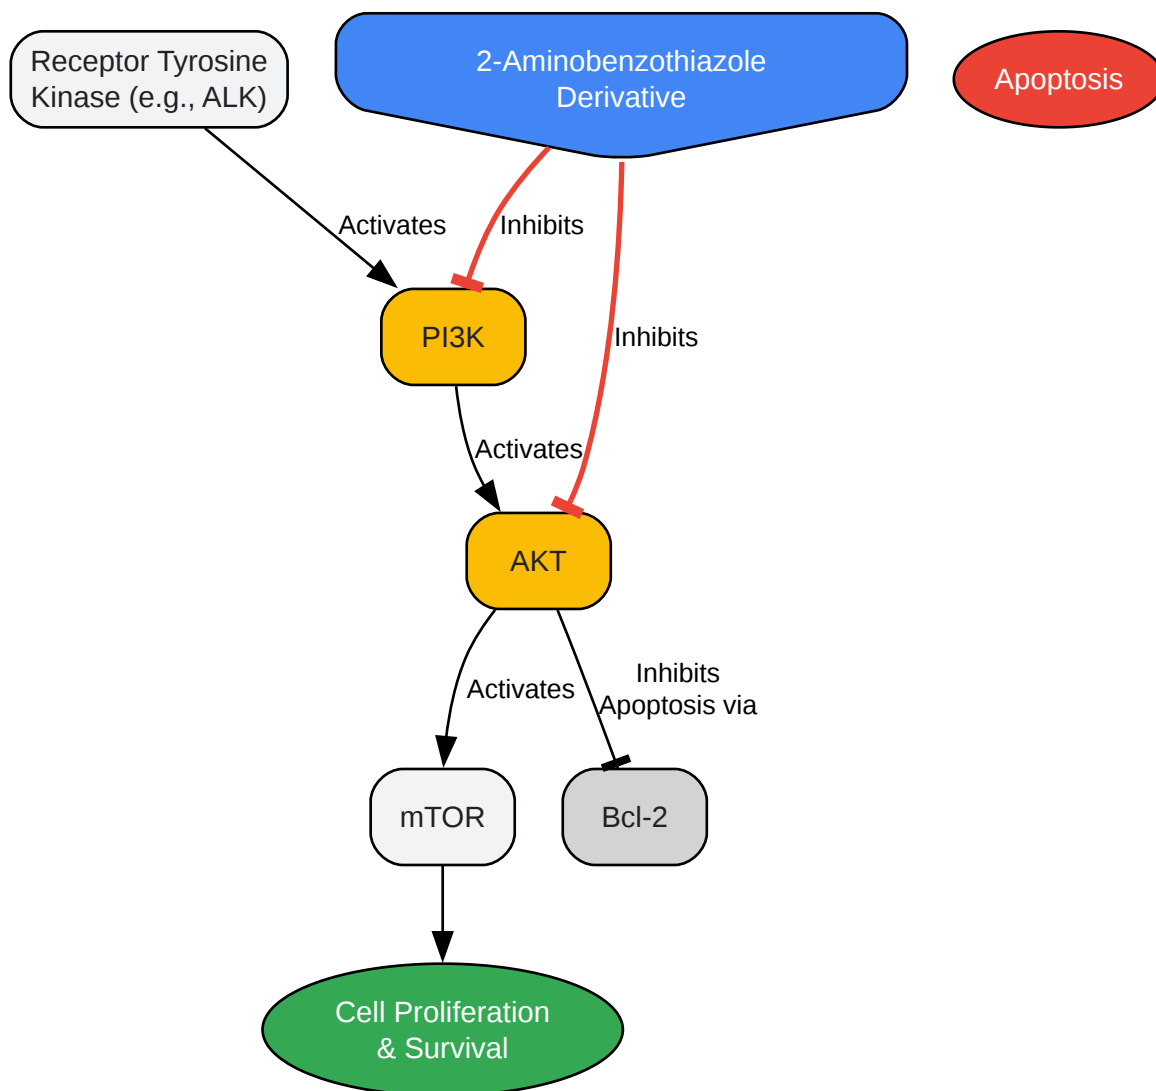 Receptor Tyrosine
Kinase (e.g., ALK)
2-Aminobenzothiazole
Derivative
Apoptosis
Activates
Inhibits
PI3K
Inhibits
Activates
AKT
Activates
Inhibits
Apoptosis via
mTOR
Bcl-2
Cell Proliferation
& Survival